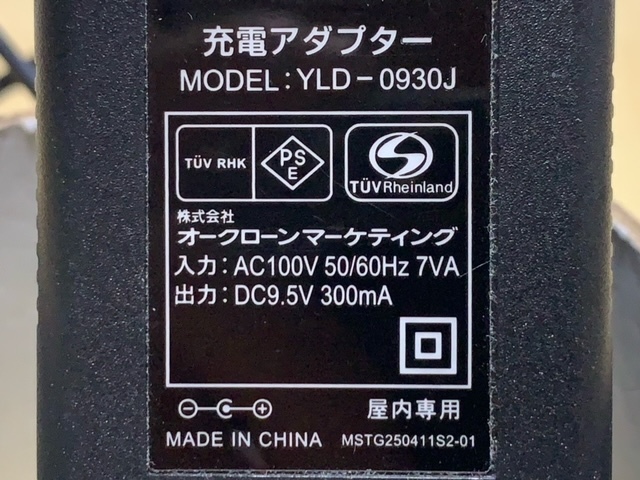 充電アダプター
MODEL:YLD-0930J
TÜV RHK
PS
E
TÜVRheinland
株式会社
オークローンマーケティング
入力:AC100V 50/60Hz 7VA
出力:DC9.5V 300mA
屋内専用
MADE IN CHINA MSTG250411S2-01